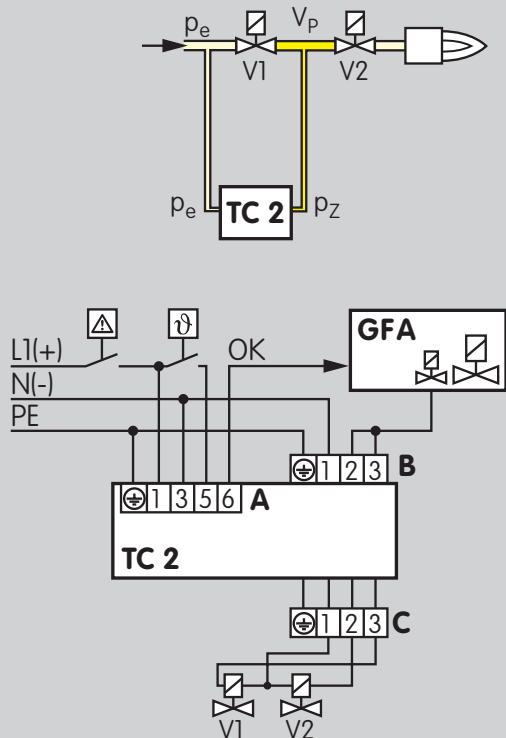 pe Vp
V1 V2
pe TC 2 pZ
L1(+) ϑ OK GFA
N(-)
PE
1 2 3 B
1 3 5 6 A
TC 2
1 2 3 C
V1 V2